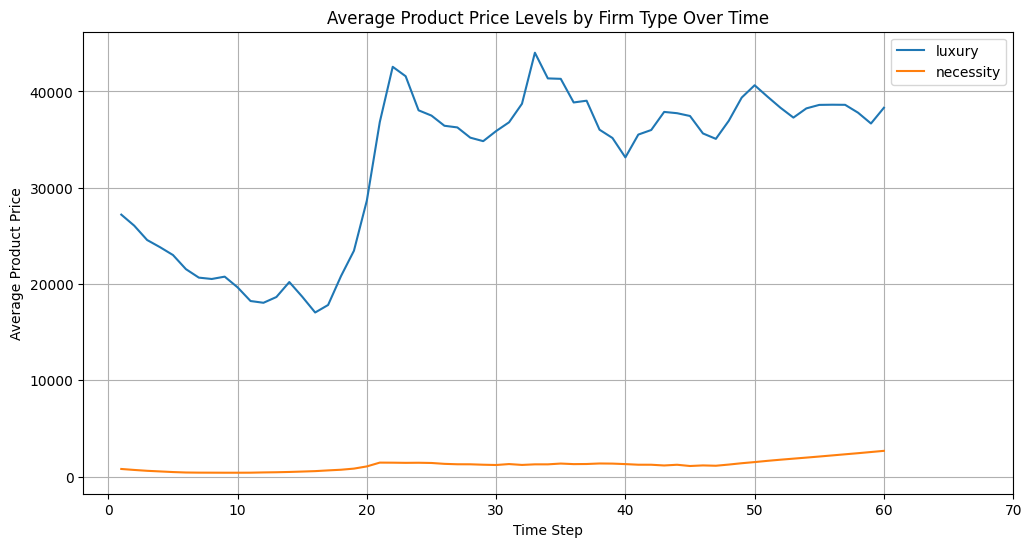 Average Product Price Levels by Firm Type Over Time
luxury
necessity
Average Product Price
40000
30000
20000
10000
0
0 10 20 30 40 50 60 70
Time Step